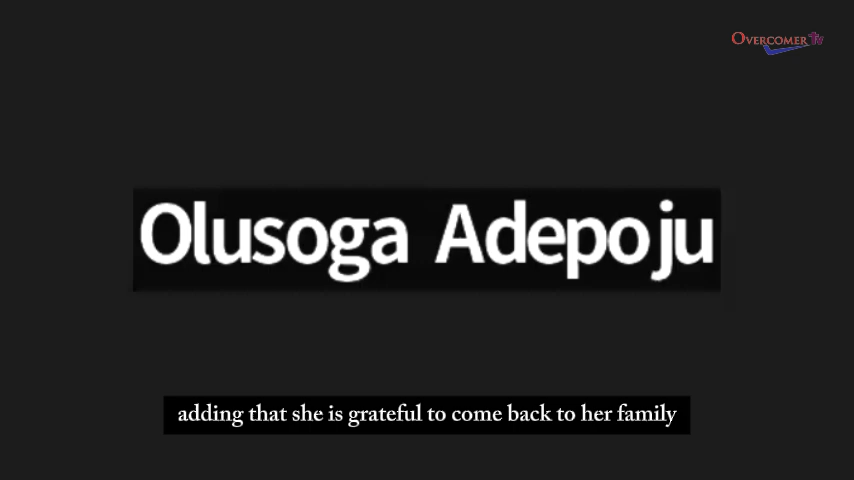 OVERCOMER TV
Olusoga Adepoju
adding that she is grateful to come back to her family